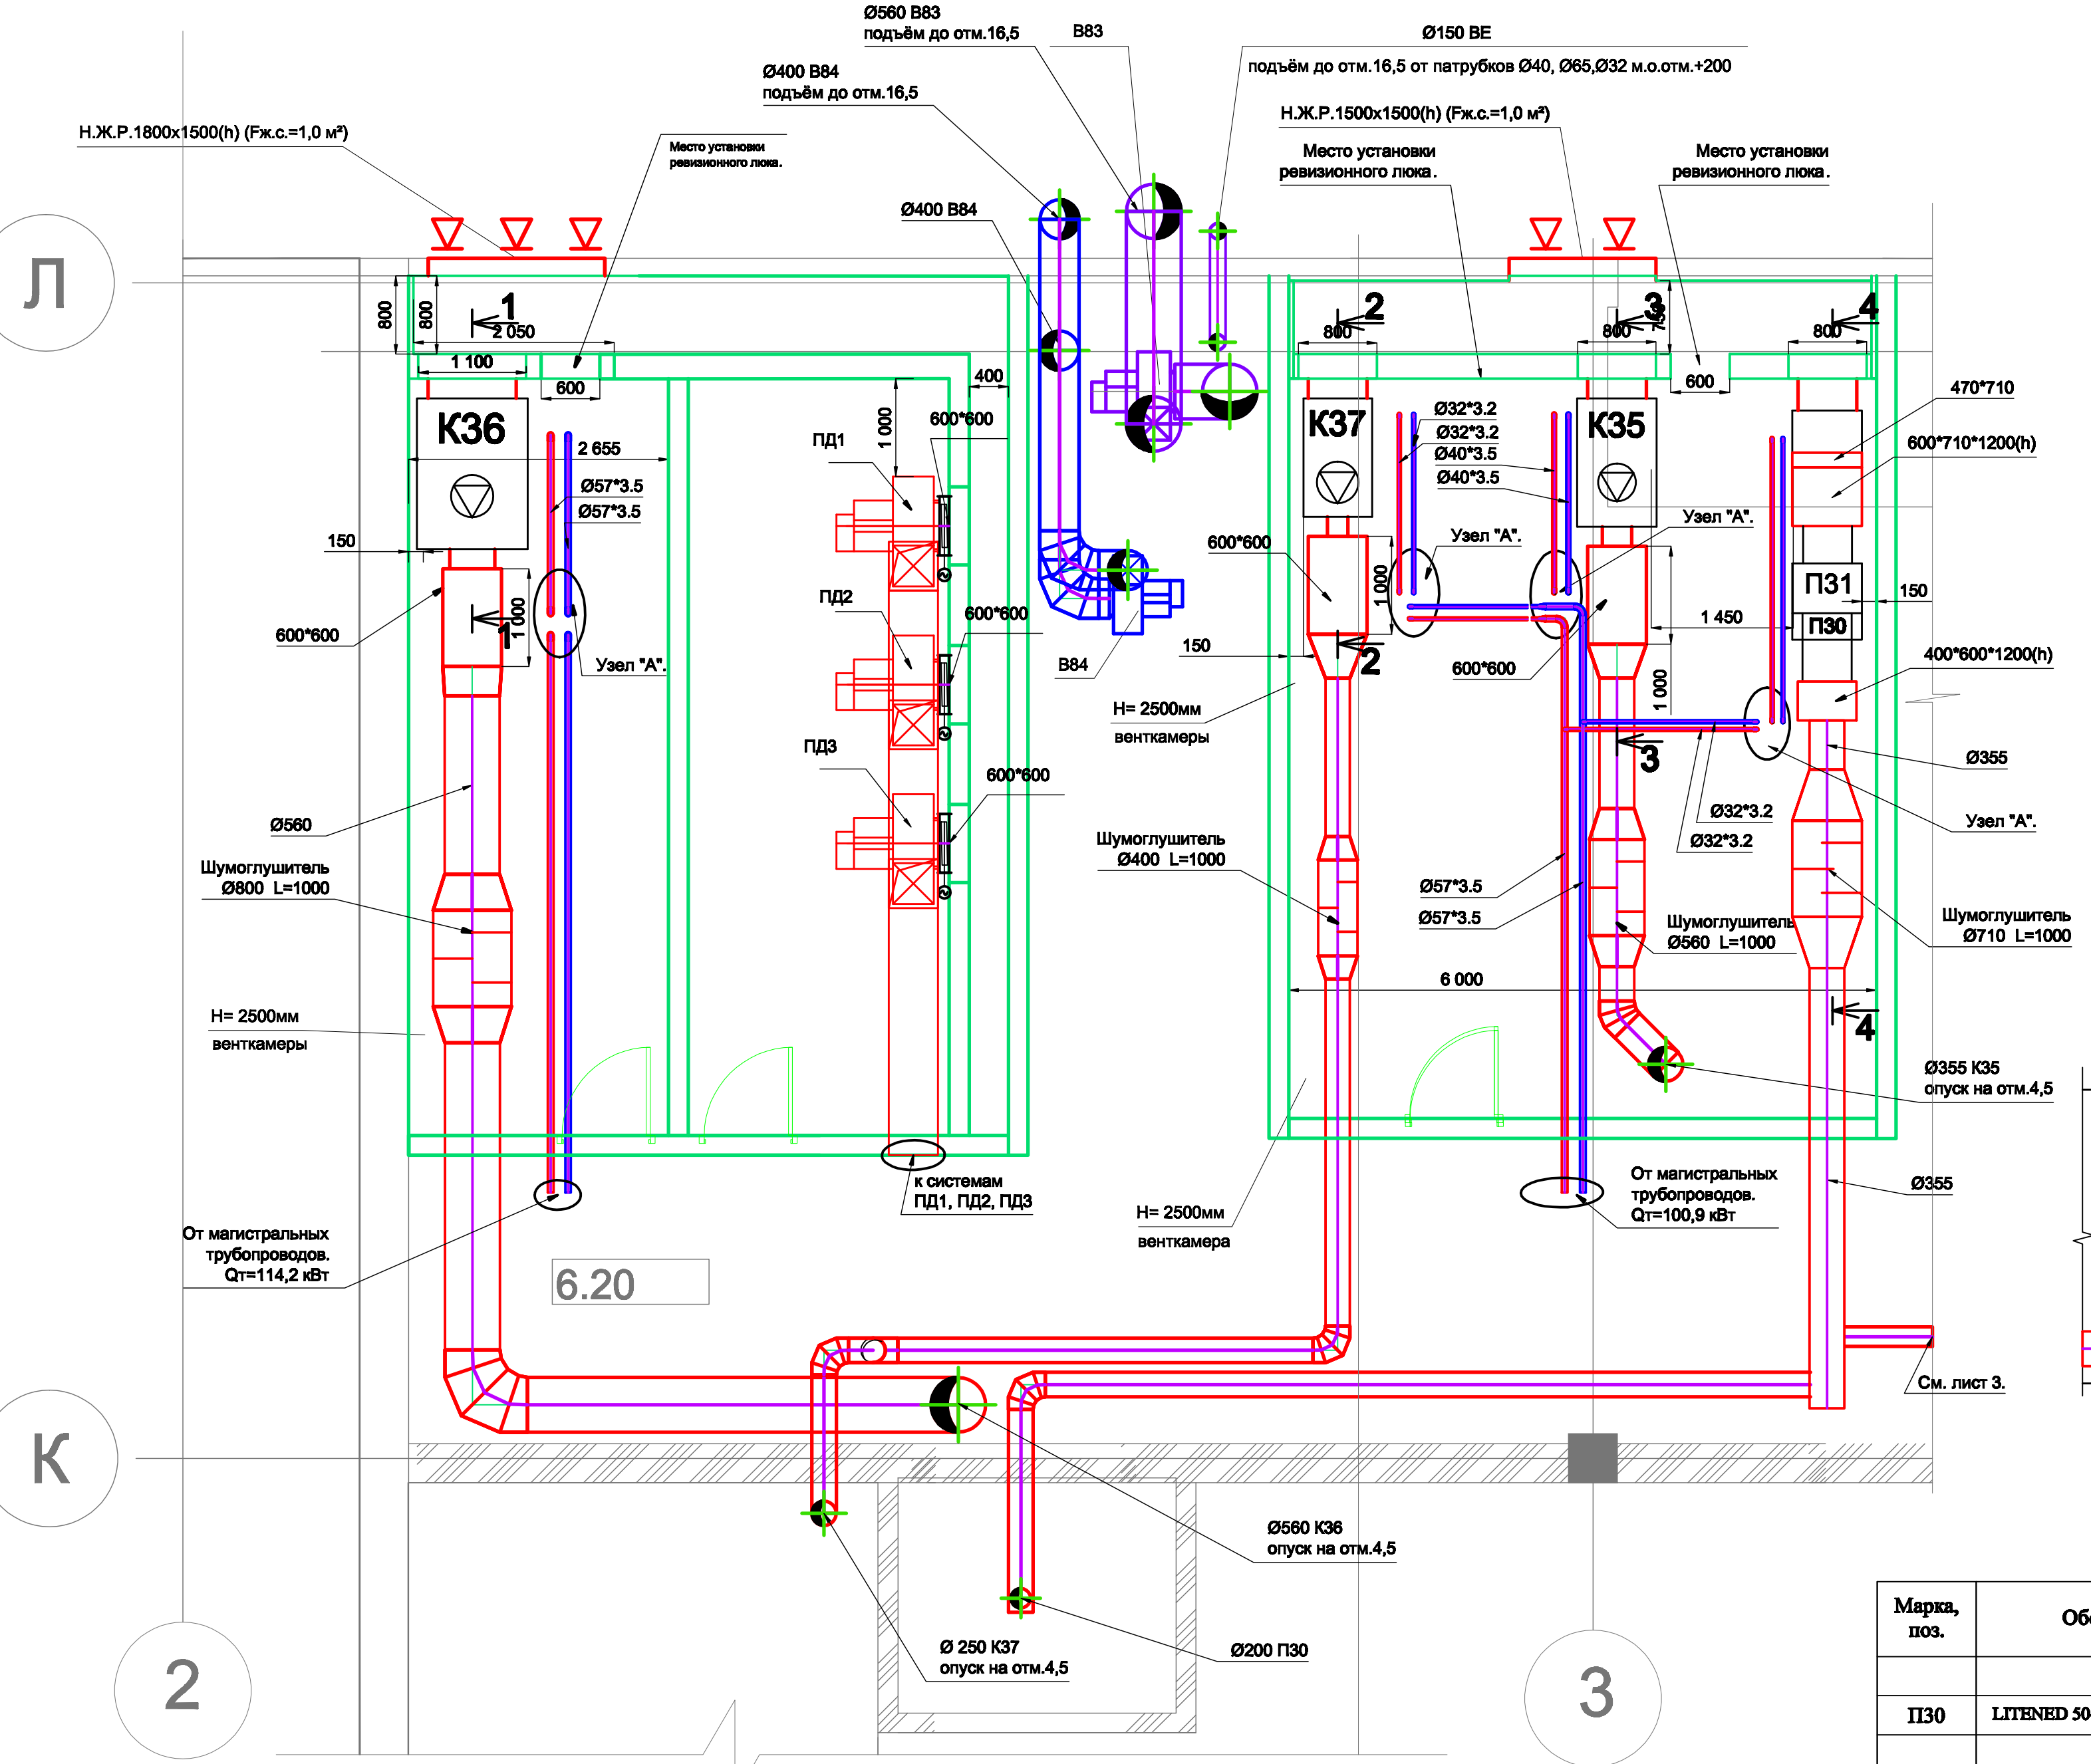 Ø560 В83
подъём до отм.16,5
В83
Ø150 ВЕ
подъём до отм.16,5 от патрубков Ø40, Ø65,Ø32 м.о.отм.+200
Ø400 В84
подъём до отм.16,5
Н.Ж.Р.1800х1500(h) (Fж.с.=1,0 м²)
Место установки
ревизионного люка.
Н.Ж.Р.1500х1500(h) (Fж.с.=1,0 м²)
Место установки
ревизионного люка.
Место установки
ревизионного люка.
Ø400 В84
Л
800
800
1
2 050
1 100
600
400
1 000
600*600
2
800
3
800
4
800
600
470*710
600*710*1200(h)
К36
2 655
Ø57*3.5
Ø57*3.5
150
ПД1
К37
Ø32*3.2
Ø32*3.2
Ø40*3.5
Ø40*3.5
К35
Узел "А".
Узел "А".
600*600
1 000
П31
П30
150
1 450
600*600
1 000
1
Узел "А".
ПД2
600*600
В84
150
2
600*600
1 000
400*600*1200(h)
Н= 2500мм
венткамеры
ПД3
600*600
3
Ø355
Ø32*3.2
Ø32*3.2
Узел "А".
Ø560
Шумоглушитель
Ø800 L=1000
Шумоглушитель
Ø400 L=1000
Ø57*3.5
Ø57*3.5
Шумоглушитель
Ø560 L=1000
Шумоглушитель
Ø710 L=1000
6 000
Н= 2500мм
венткамеры
4
Ø355 К35
опуск на отм.4,5
к системам
ПД1, ПД2, ПД3
Н= 2500мм
венткамера
От магистральных
трубопроводов.
Qт=100,9 кВт
Ø355
От магистральных
трубопроводов.
Qт=114,2 кВт
6.20
См. лист 3.
К
Ø560 К36
опуск на отм.4,5
Ø 250 К37
опуск на отм.4,5
Ø200 П30
2
3
Марка,
поз.
П30
LITENED